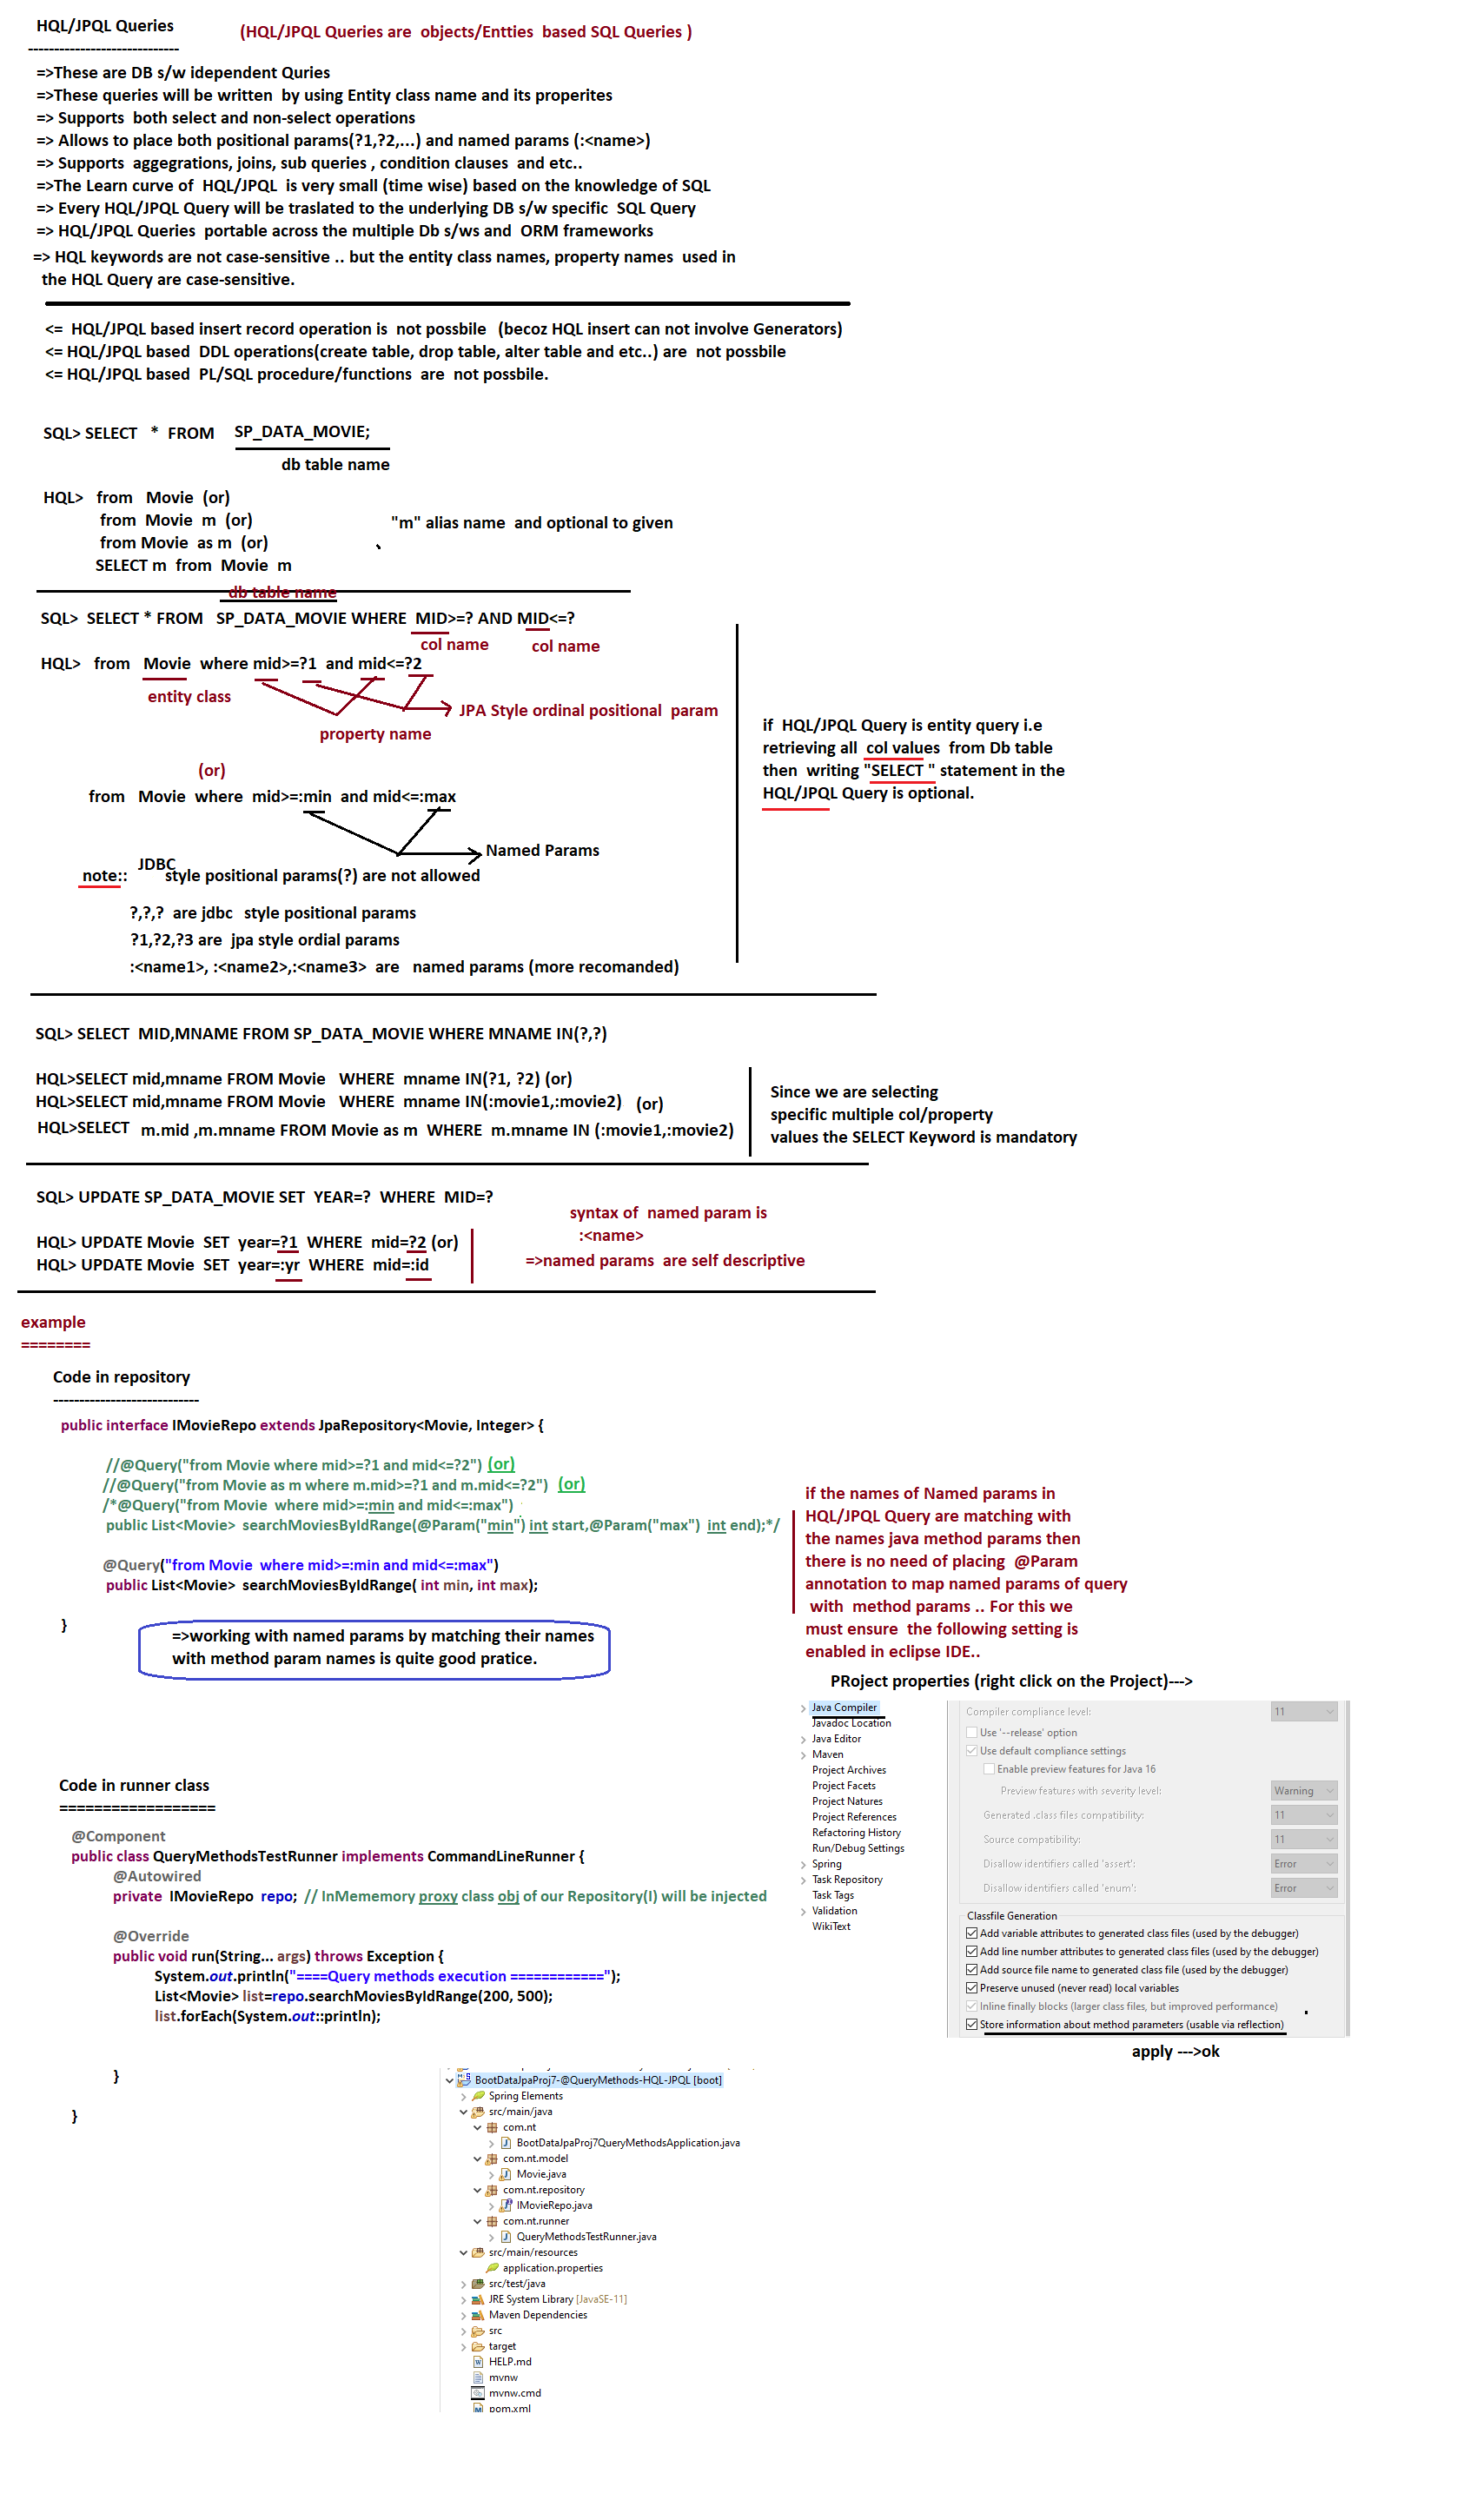 HQL/JPQL Queries
(HQL/JPQL Queries are objects/Entties based SQL Queries )
-----------------------------
=>These are DB s/w idependent Quries
=>These queries will be written by using Entity class name and its properites
=> Supports both select and non-select operations
=> Allows to place both positional params(?1,?2,...) and named params (:<name>)
=> Supports aggegrations, joins, sub queries , condition clauses and etc..
=>The Learn curve of HQL/JPQL is very small (time wise) based on the knowledge of SQL
=> Every HQL/JPQL Query will be traslated to the underlying DB s/w specific SQL Query
=> HQL/JPQL Queries portable across the multiple Db s/ws and ORM frameworks
=> HQL keywords are not case-sensitive .. but the entity class names, property names used in
the HQL Query are case-sensitive.
<= HQL/JPQL based insert record operation is not possbile (becoz HQL insert can not involve Generators)
<= HQL/JPQL based DDL operations(create table, drop table, alter table and etc..) are not possbile
<= HQL/JPQL based PL/SQL procedure/functions are not possbile.
SQL> SELECT * FROM SP_DATA_MOVIE;
db table name
HQL> from Movie (or)
from Movie m (or)
"m" alias name and optional to given
from Movie as m (or)
SELECT m from Movie m
db table name
SQL> SELECT * FROM SP_DATA_MOVIE WHERE MID>=? AND MID<=?
col name col name
HQL> from Movie where mid>=?1 and mid<=?2
entity class
JPA Style ordinal positional param
property name
if HQL/JPQL Query is entity query i.e
retrieving all col values from Db table
then writing "SELECT " statement in the
HQL/JPQL Query is optional.
(or)
from Movie where mid>=:min and mid<=:max
Named Params
JDBC
note:: style positional params(?) are not allowed
?,?,? are jdbc style positional params
?1,?2,?3 are jpa style ordial params
:<name1>, :<name2>,:<name3> are named params (more recomanded)
SQL> SELECT MID,MNAME FROM SP_DATA_MOVIE WHERE MNAME IN(?,?)
HQL>SELECT mid,mname FROM Movie WHERE mname IN(?1, ?2) (or)
HQL>SELECT mid,mname FROM Movie WHERE mname IN(:movie1,:movie2) (or)
HQL>SELECT m.mid ,m.mname FROM Movie as m WHERE m.mname IN (:movie1,:movie2)
Since we are selecting
specific multiple col/property
values the SELECT Keyword is mandatory
SQL> UPDATE SP_DATA_MOVIE SET YEAR=? WHERE MID=?
HQL> UPDATE Movie SET year=?1 WHERE mid=?2 (or)
HQL> UPDATE Movie SET year=:yr WHERE mid=:id
syntax of named param is
:<name>
=>named params are self descriptive
example
========
Code in repository
----------------------------
public interface IMovieRepo extends JpaRepository<Movie, Integer> {
//@Query("from Movie where mid>=?1 and mid<=?2") (or)
//@Query("from Movie as m where m.mid>=?1 and m.mid<=?2") (or)
/*@Query("from Movie where mid>=:min and mid<=:max")
public List<Movie> searchMoviesByIdRange(@Param("min") int start,@Param("max") int end);*/
@Query("from Movie where mid>=:min and mid<=:max")
public List<Movie> searchMoviesByIdRange( int min, int max);
}
=>working with named params by matching their names
with method param names is quite good pratice.
if the names of Named params in
HQL/JPQL Query are matching with
the names java method params then
there is no need of placing @Param
annotation to map named params of query
with method params .. For this we
must ensure the following setting is
enabled in eclipse IDE..
PRoject properties (right click on the Project)--->
Java Compiler
Javadoc Location
Java Editor
Maven
Project Archives
Project Facets
Project Natures
Project References
Refactoring History
Run/Debug Settings
Spring
Task Repository
Task Tags
Validation
WikiText
Compiler compliance level: 11
Use '--release' option
Use default compliance settings
Enable preview features for Java 16
Preview features with severity level: Warning
Generated .class files compatibility: 11
Source compatibility: 11
Disallow identifiers called 'assert': Error
Disallow identifiers called 'enum': Error
Classfile Generation
Add variable attributes to generated class files (used by the debugger)
Add line number attributes to generated class files (used by the debugger)
Add source file name to generated class file (used by the debugger)
Preserve unused (never read) local variables
Inline finally blocks (larger class files, but improved performance)
Store information about method parameters (usable via reflection)
apply --->ok
Code in runner class
==================
@Component
public class QueryMethodsTestRunner implements CommandLineRunner {
@Autowired
private IMovieRepo repo; // InMememory proxy class obj of our Repository(I) will be injected
@Override
public void run(String... args) throws Exception {
System.out.println("====Query methods execution ============");
List<Movie> list=repo.searchMoviesByIdRange(200, 500);
list.forEach(System.out::println);
}
}
BootDataJpaProj7-@QueryMethods-HQL-JPQL [boot]
Spring Elements
src/main/java
com.nt
BootDataJpaProj7QueryMethodsApplication.java
com.nt.model
Movie.java
com.nt.repository
IMovieRepo.java
com.nt.runner
QueryMethodsTestRunner.java
src/main/resources
application.properties
src/test/java
JRE System Library [JavaSE-11]
Maven Dependencies
src
target
HELP.md
mvnw
mvnw.cmd
pom.xml